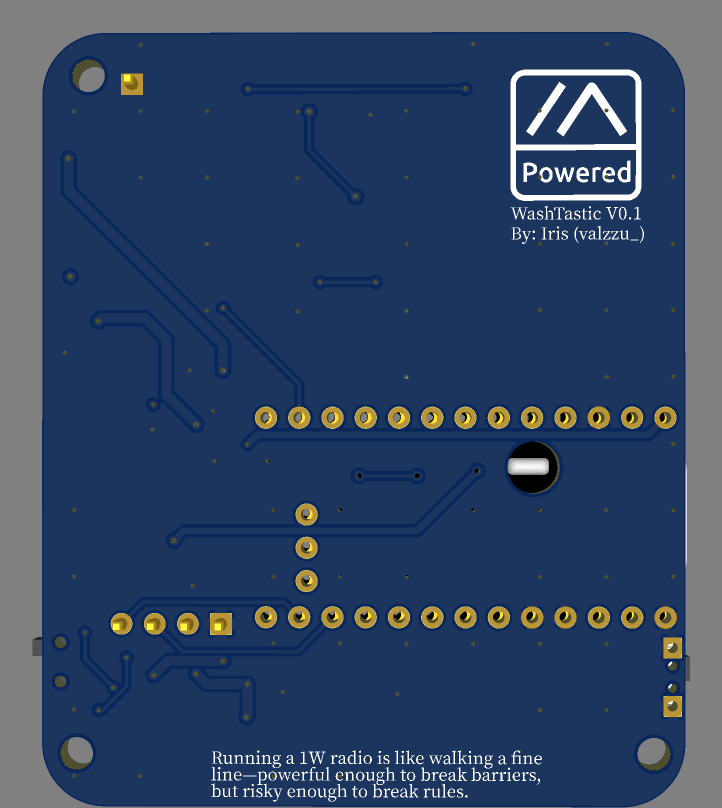 Powered
WashTastic V0.1
By: Iris (valzzu_)
Running a 1W radio is like walking a fine
line—powerful enough to break barriers,
but risky enough to break rules.